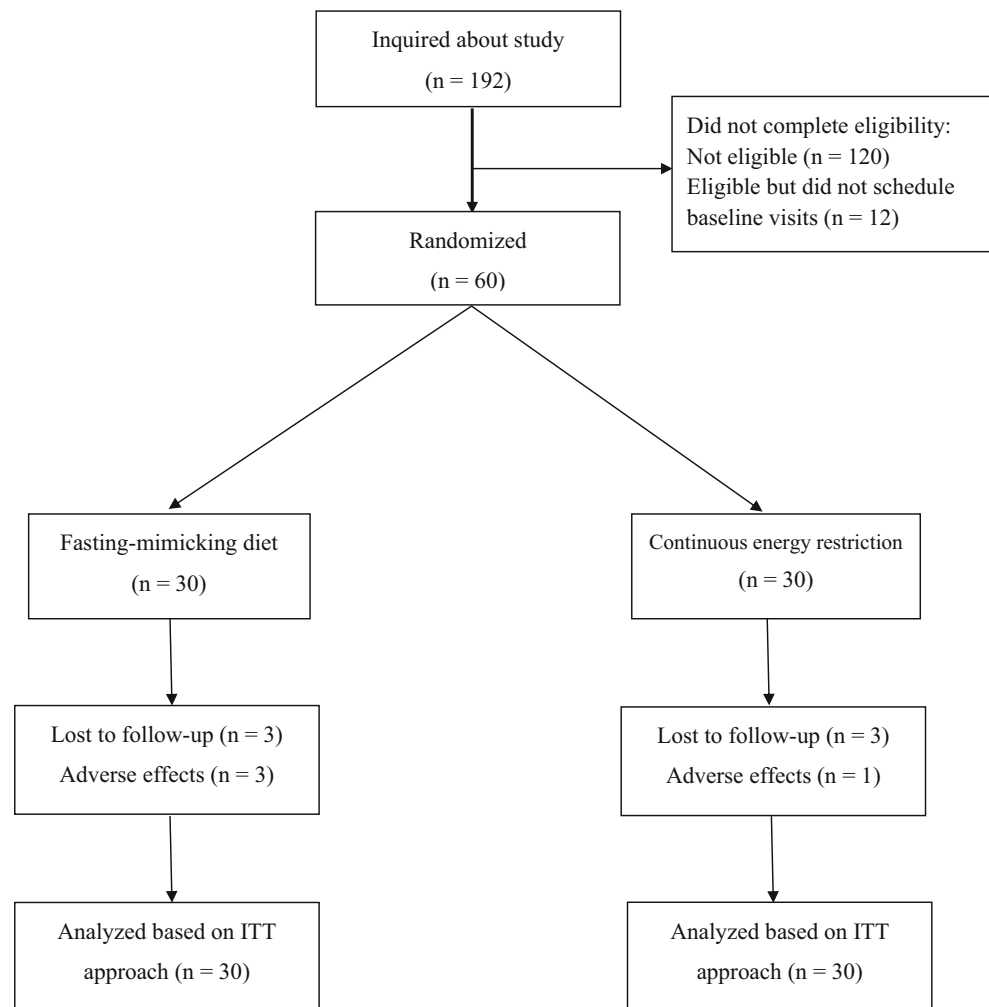 Inquired about study
(n = 192)
Did not complete eligibility:
Not eligible (n = 120)
Eligible but did not schedule
baseline visits (n = 12)
Randomized
(n = 60)
Fasting-mimicking diet
(n = 30)
Continuous energy restriction
(n = 30)
Lost to follow-up (n = 3)
Adverse effects (n = 3)
Lost to follow-up (n = 3)
Adverse effects (n = 1)
Analyzed based on ITT
approach (n = 30)
Analyzed based on ITT
approach (n = 30)